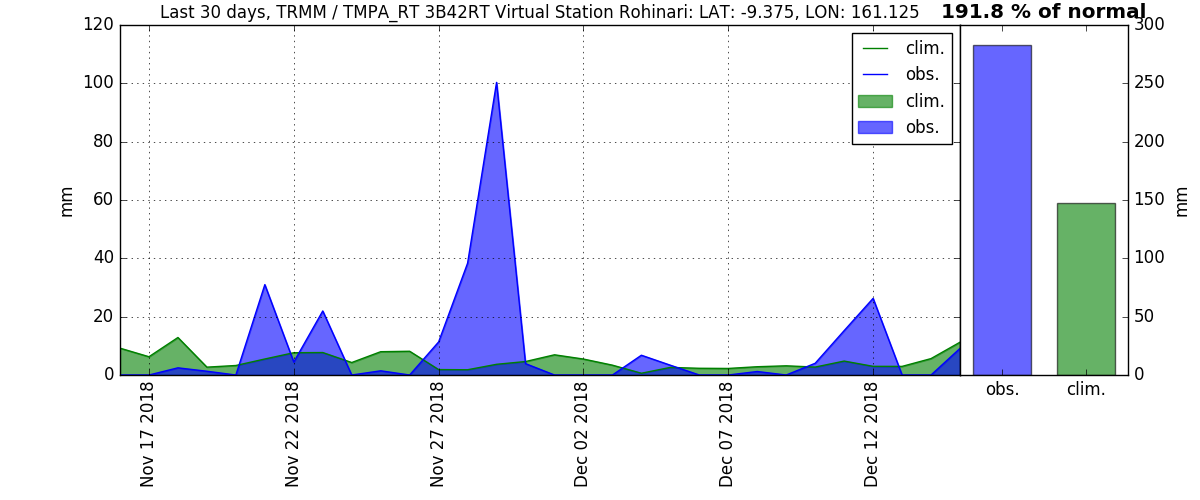 Last 30 days, TRMM / TMPA_RT 3B42RT Virtual Station Rohinari: LAT: -9.375, LON: 161.125
191.8 % of normal
120
100
80
60
40
20
0
mm
clim.
obs.
clim.
obs.
300
250
200
150
100
50
0
mm
Nov 17 2018
Nov 22 2018
Nov 27 2018
Dec 02 2018
Dec 07 2018
Dec 12 2018
obs.
clim.